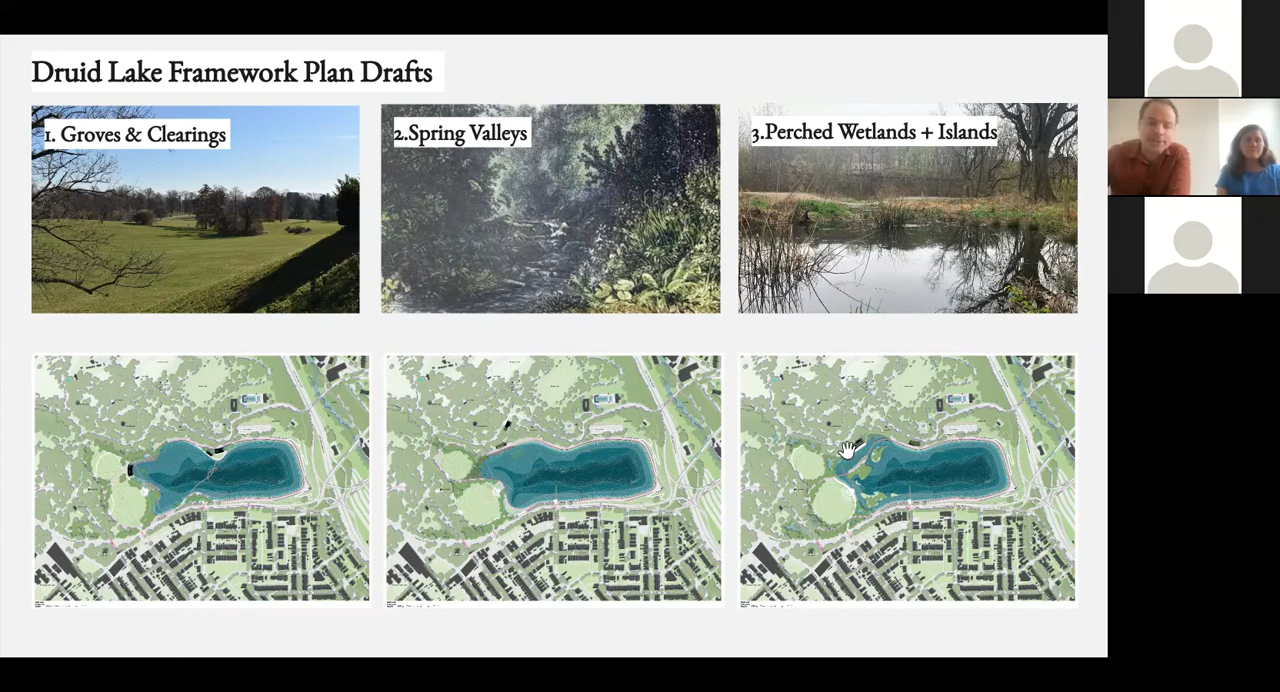 Druid Lake Framework Plan Drafts
1. Groves & Clearings
2.Spring Valleys
3.Perched Wetlands + Islands